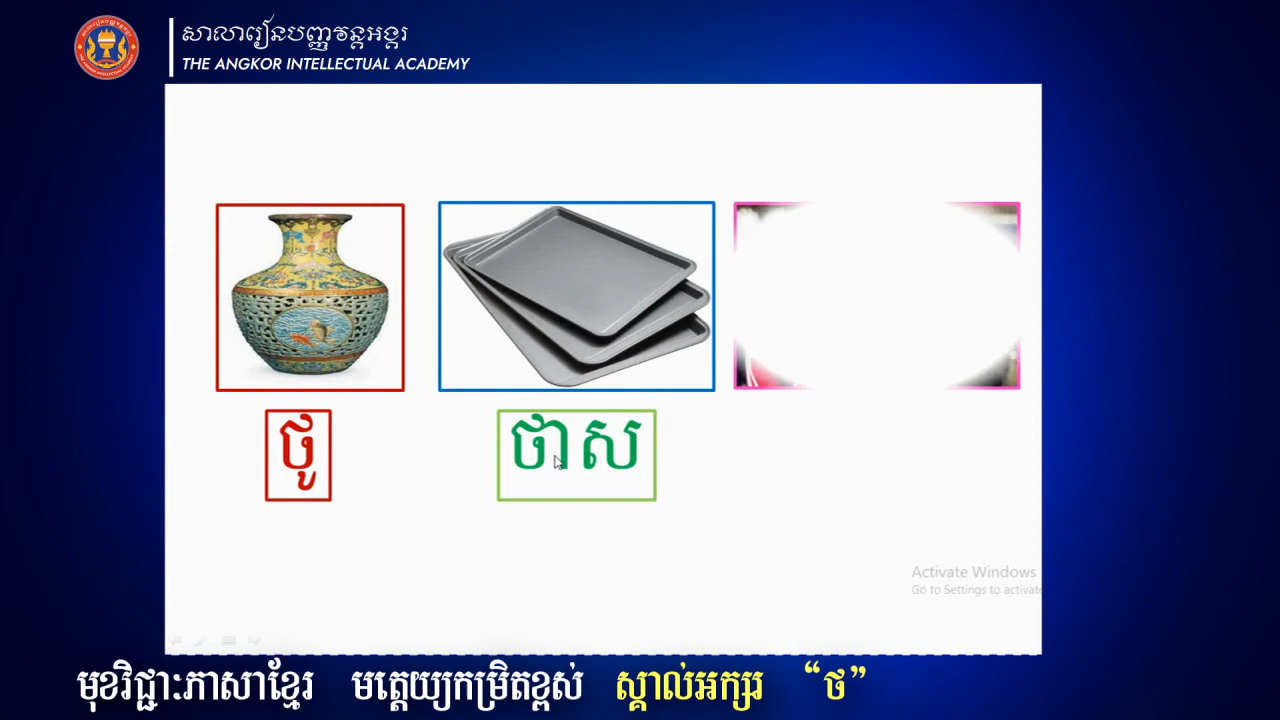 សាលារៀនបញ្ញវន្តអង្គរ
THE ANGKOR INTELLECTUAL ACADEMY
ថូ
ថាស
Activate Windows
Go to Settings to activate
មុខវិជ្ជា:ភាសាខ្មែរ មត្តេយ្យកម្រិតខ្ពស់ ស្គាល់អក្សរ “ថ”